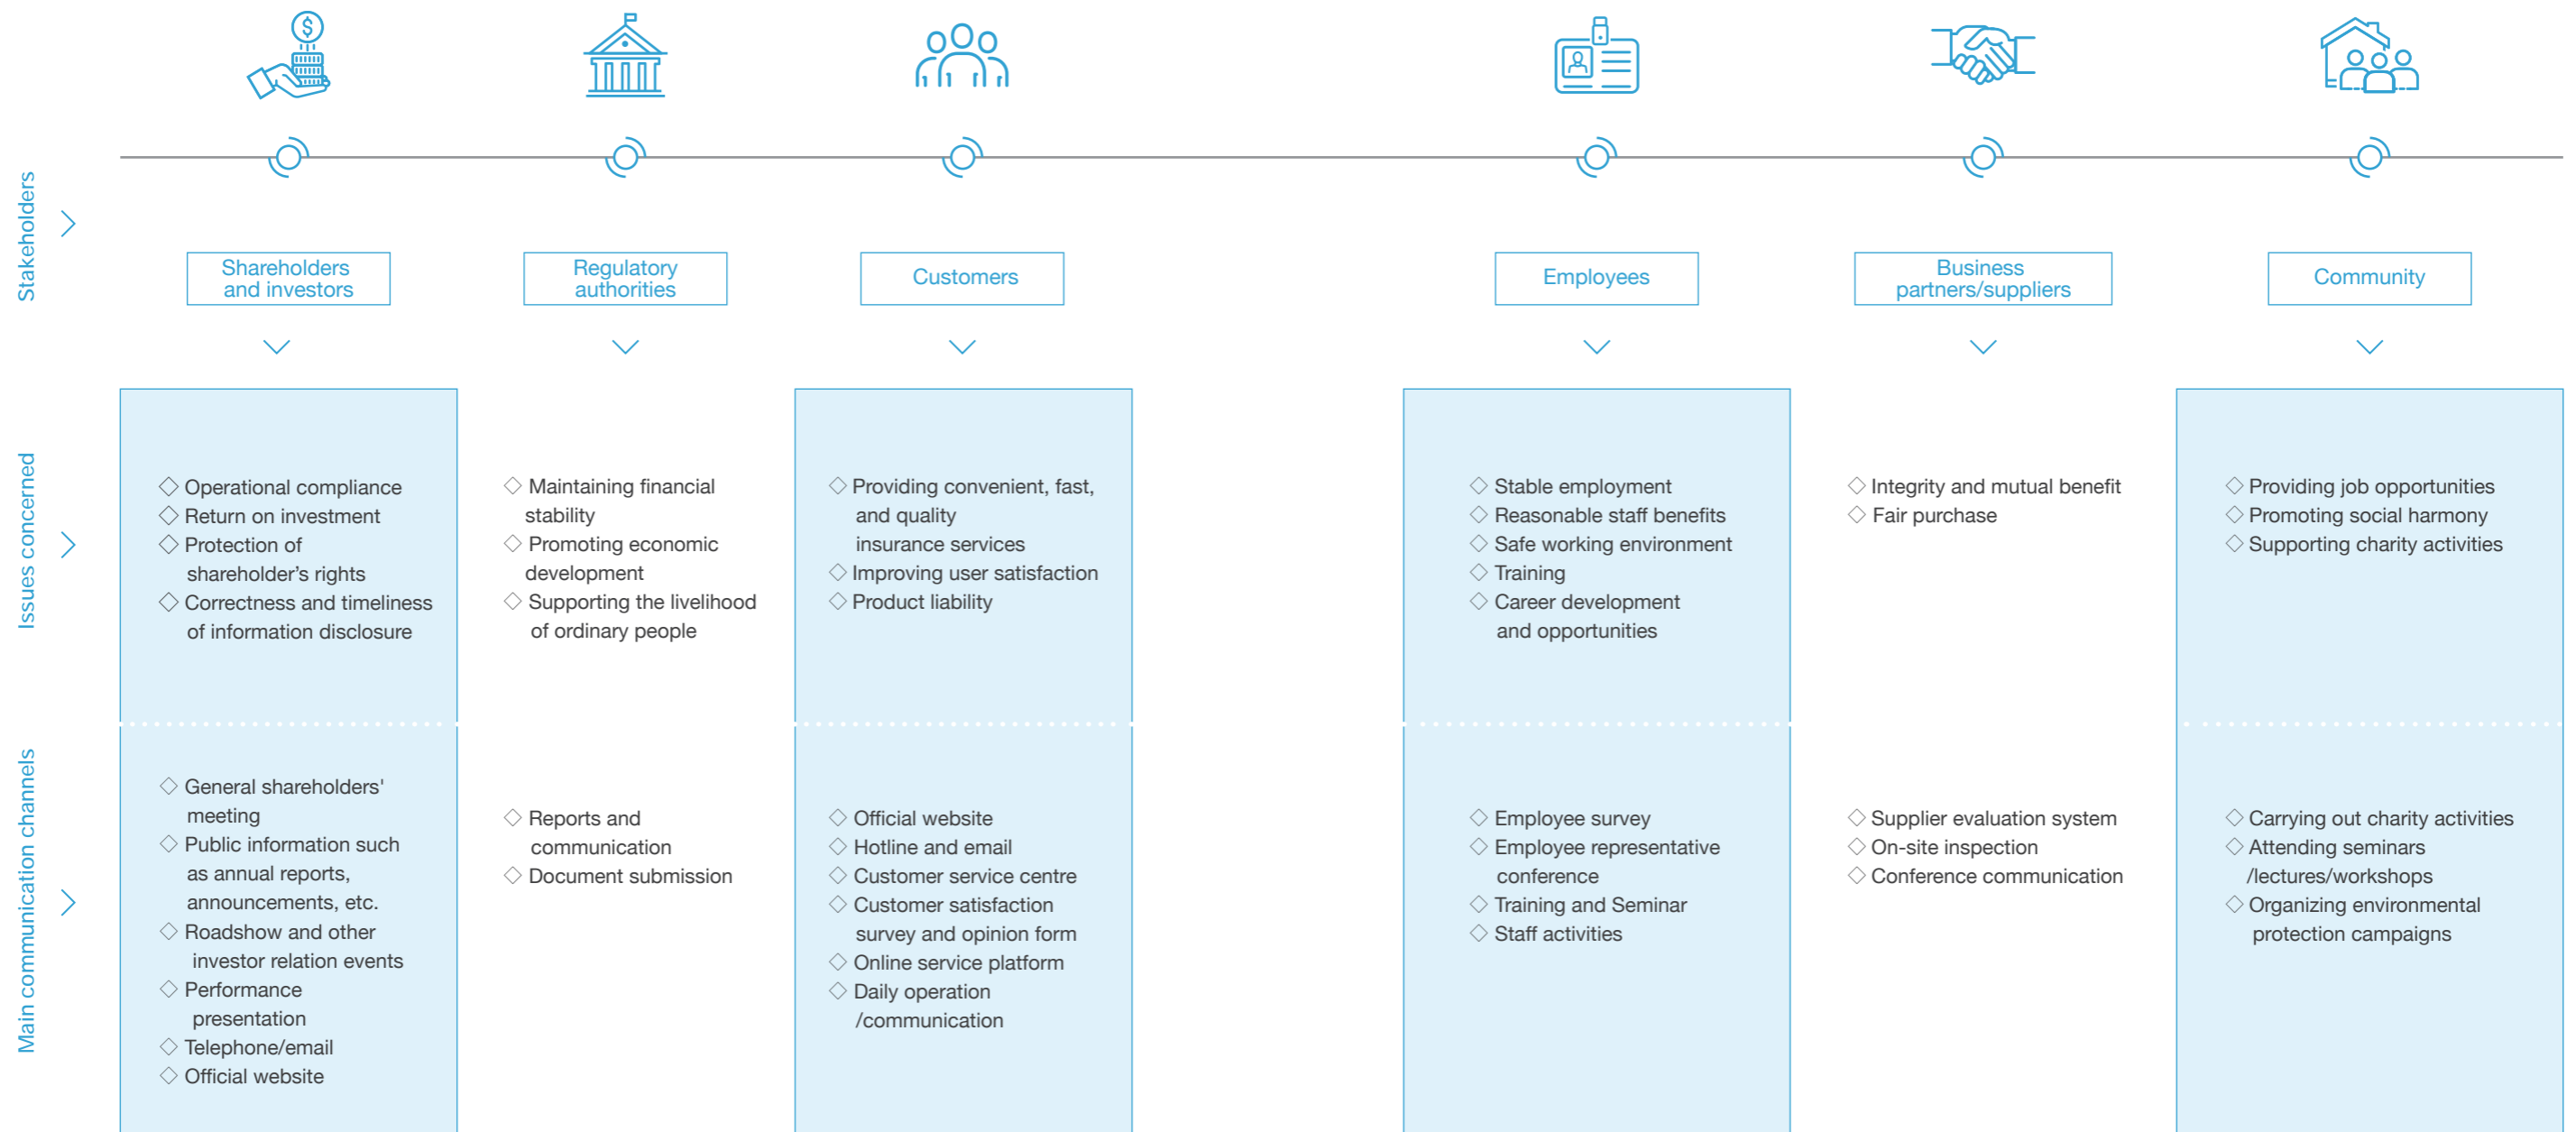 Stakeholders
Shareholders
and investors
Regulatory
authorities
Customers
Employees
Business
partners/suppliers
Community
Issues concerned
◇ Operational compliance
◇ Return on investment
◇ Protection of
shareholder’s rights
◇ Correctness and timeliness
of information disclosure
◇ Maintaining financial
stability
◇ Promoting economic
development
◇ Supporting the livelihood
of ordinary people
◇ Providing convenient, fast,
and quality
insurance services
◇ Improving user satisfaction
◇ Product liability
◇ Stable employment
◇ Reasonable staff benefits
◇ Safe working environment
◇ Training
◇ Career development
and opportunities
◇ Integrity and mutual benefit
◇ Fair purchase
◇ Providing job opportunities
◇ Promoting social harmony
◇ Supporting charity activities
Main communication channels
◇ General shareholders'
meeting
◇ Public information such
as annual reports,
announcements, etc.
◇ Roadshow and other
investor relation events
◇ Performance
presentation
◇ Telephone/email
◇ Official website
◇ Reports and
communication
◇ Document submission
◇ Official website
◇ Hotline and email
◇ Customer service centre
◇ Customer satisfaction
survey and opinion form
◇ Online service platform
◇ Daily operation
/communication
◇ Employee survey
◇ Employee representative
conference
◇ Training and Seminar
◇ Staff activities
◇ Supplier evaluation system
◇ On-site inspection
◇ Conference communication
◇ Carrying out charity activities
◇ Attending seminars
/lectures/workshops
◇ Organizing environmental
protection campaigns